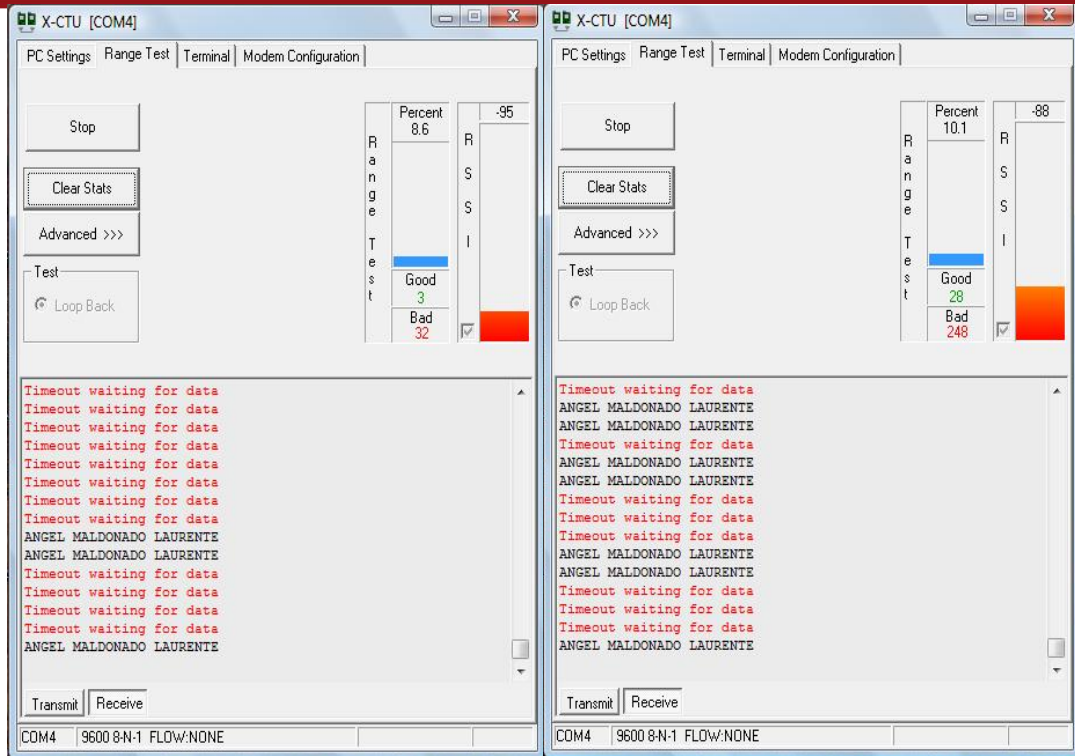 X-CTU [COM4]
PC Settings Range Test Terminal Modem Configuration
Stop
Clear Stats
Advanced >>>
Test
Loop Back
Range Test
Percent
8.6
Good
3
Bad
32
RSSI
-95
Timeout waiting for data
Timeout waiting for data
Timeout waiting for data
Timeout waiting for data
Timeout waiting for data
Timeout waiting for data
Timeout waiting for data
Timeout waiting for data
ANGEL MALDONADO LAURENTE
ANGEL MALDONADO LAURENTE
Timeout waiting for data
Timeout waiting for data
Timeout waiting for data
Timeout waiting for data
ANGEL MALDONADO LAURENTE
Transmit Receive
COM4 9600 8-N-1 FLOW:NONE
X-CTU [COM4]
PC Settings Range Test Terminal Modem Configuration
Stop
Clear Stats
Advanced >>>
Test
Loop Back
Range Test
Percent
10.1
Good
28
Bad
248
RSSI
-88
Timeout waiting for data
ANGEL MALDONADO LAURENTE
ANGEL MALDONADO LAURENTE
Timeout waiting for data
ANGEL MALDONADO LAURENTE
ANGEL MALDONADO LAURENTE
Timeout waiting for data
Timeout waiting for data
Timeout waiting for data
ANGEL MALDONADO LAURENTE
ANGEL MALDONADO LAURENTE
Timeout waiting for data
Timeout waiting for data
Timeout waiting for data
ANGEL MALDONADO LAURENTE
Transmit Receive
COM4 9600 8-N-1 FLOW:NONE